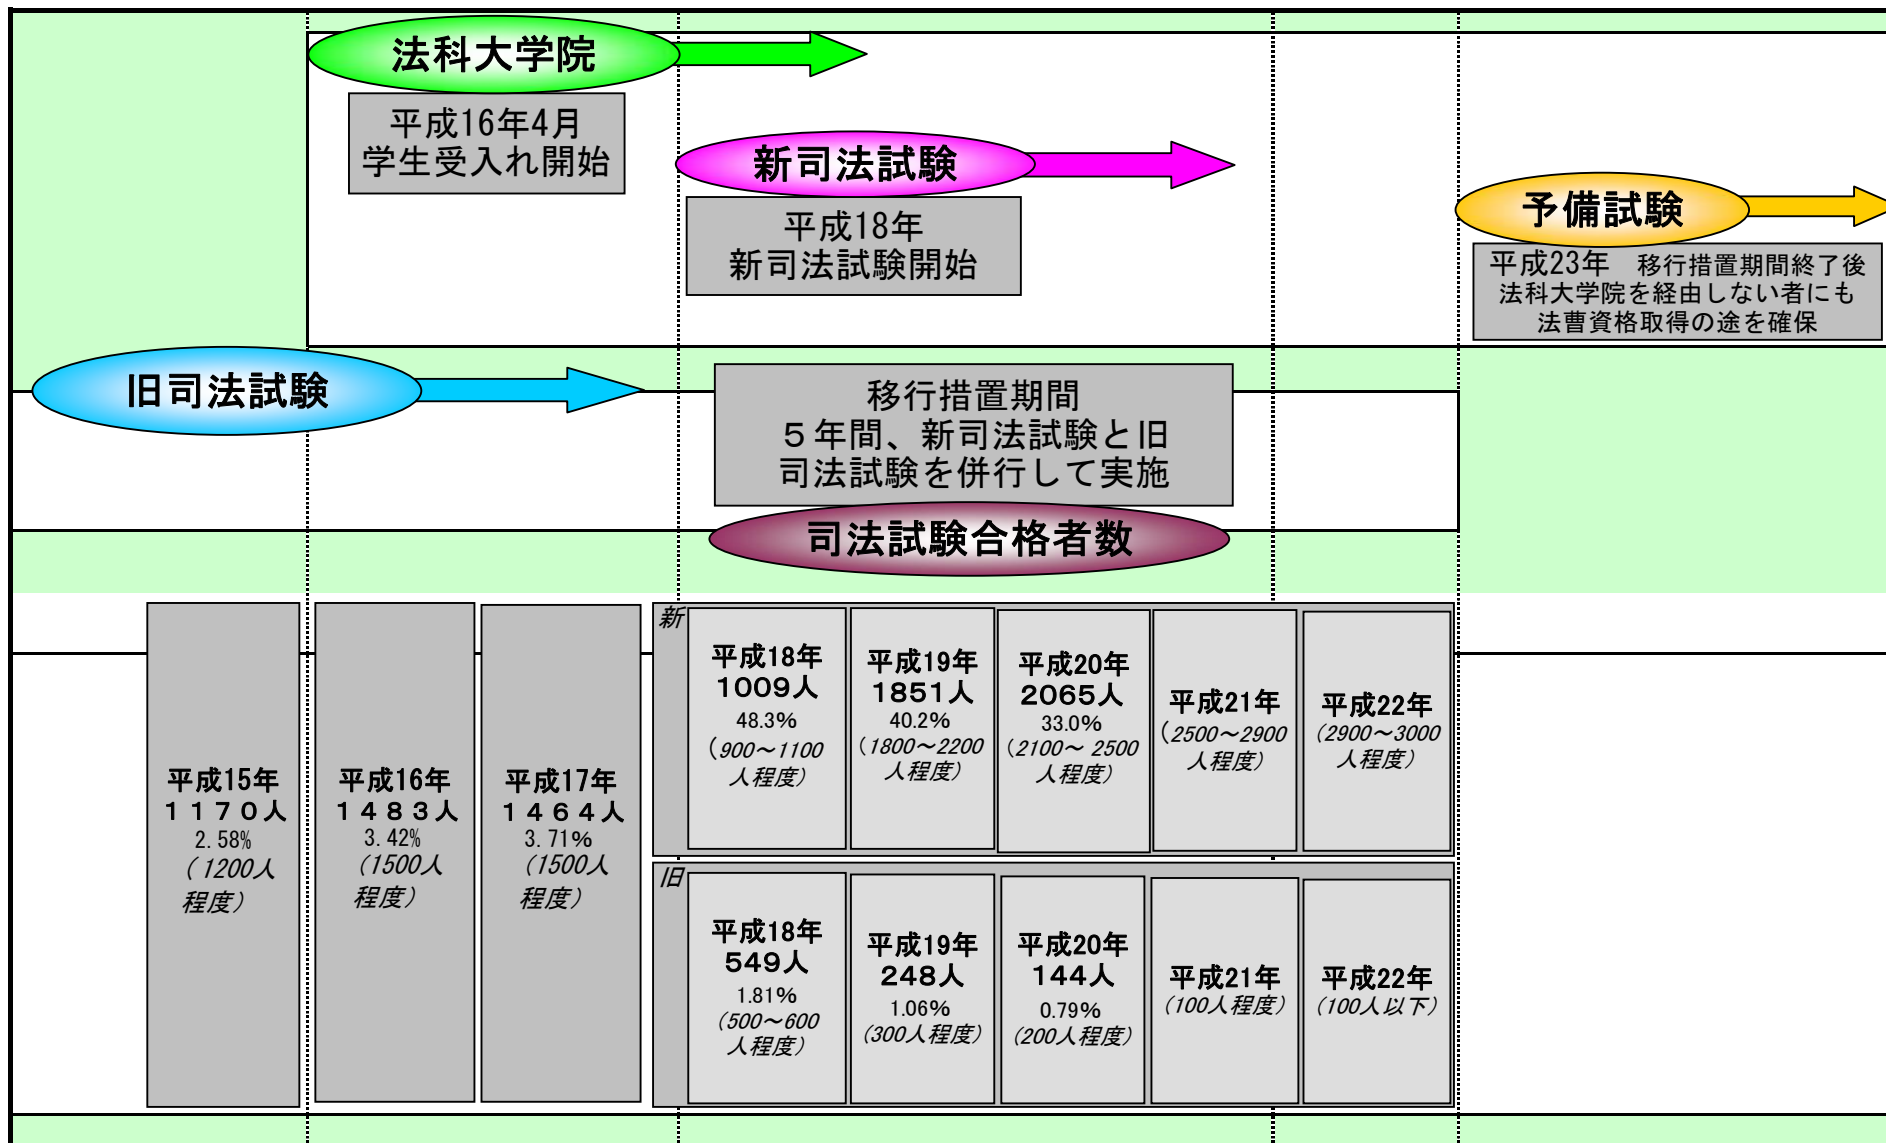 法科大学院
平成16年4月
学生受入れ開始
新司法試験
平成18年
新司法試験開始
予備試験
平成23年　移行措置期間終了後
法科大学院を経由しない者にも
法曹資格取得の途を確保
旧司法試験
移行措置期間
５年間、新司法試験と旧
司法試験を併行して実施
司法試験合格者数
平成15年
１１７０人
2.58%
（1200人
程度）
平成16年
１４８３人
3.42%
（1500人
程度）
平成17年
１４６４人
3.71%
（1500人
程度）
新
平成18年
1009人
48.3%
（900～1100
人程度）
平成19年
1851人
40.2%
（1800～2200
人程度）
平成20年
2065人
33.0%
（2100～ 2500
人程度）
平成21年
（2500～2900
人程度）
平成22年
（2900～3000
人程度）
旧
平成18年
549人
1.81%
（500～600
人程度）
平成19年
248人
1.06%
（300人程度）
平成20年
144人
0.79%
（200人程度）
平成21年
（100人程度）
平成22年
（100人以下）